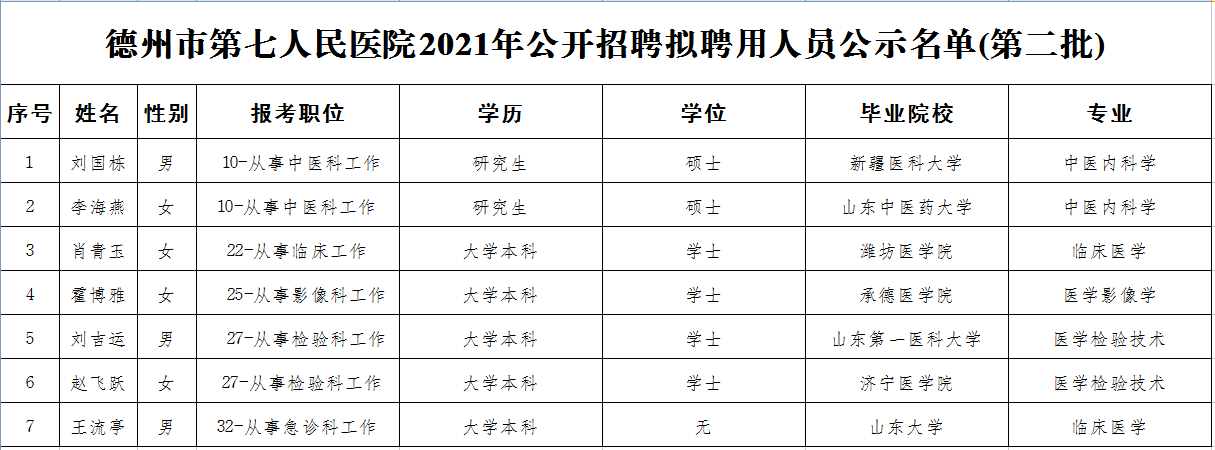 德州市第七人民医院2021年公开招聘拟聘用人员公示名单(第二批)
序号 姓名 性别 报考职位 学历 学位 毕业院校 专业
1 刘国栋 男 10-从事中医科工作 研究生 硕士 新疆医科大学 中医内科学
2 李海燕 女 10-从事中医科工作 研究生 硕士 山东中医药大学 中医内科学
3 肖青玉 女 22-从事临床工作 大学本科 学士 潍坊医学院 临床医学
4 霍博雅 女 25-从事影像科工作 大学本科 学士 承德医学院 医学影像学
5 刘吉运 男 27-从事检验科工作 大学本科 学士 山东第一医科大学 医学检验技术
6 赵飞跃 女 27-从事检验科工作 大学本科 学士 济宁医学院 医学检验技术
7 王流亭 男 32-从事急诊科工作 大学本科 无 山东大学 临床医学